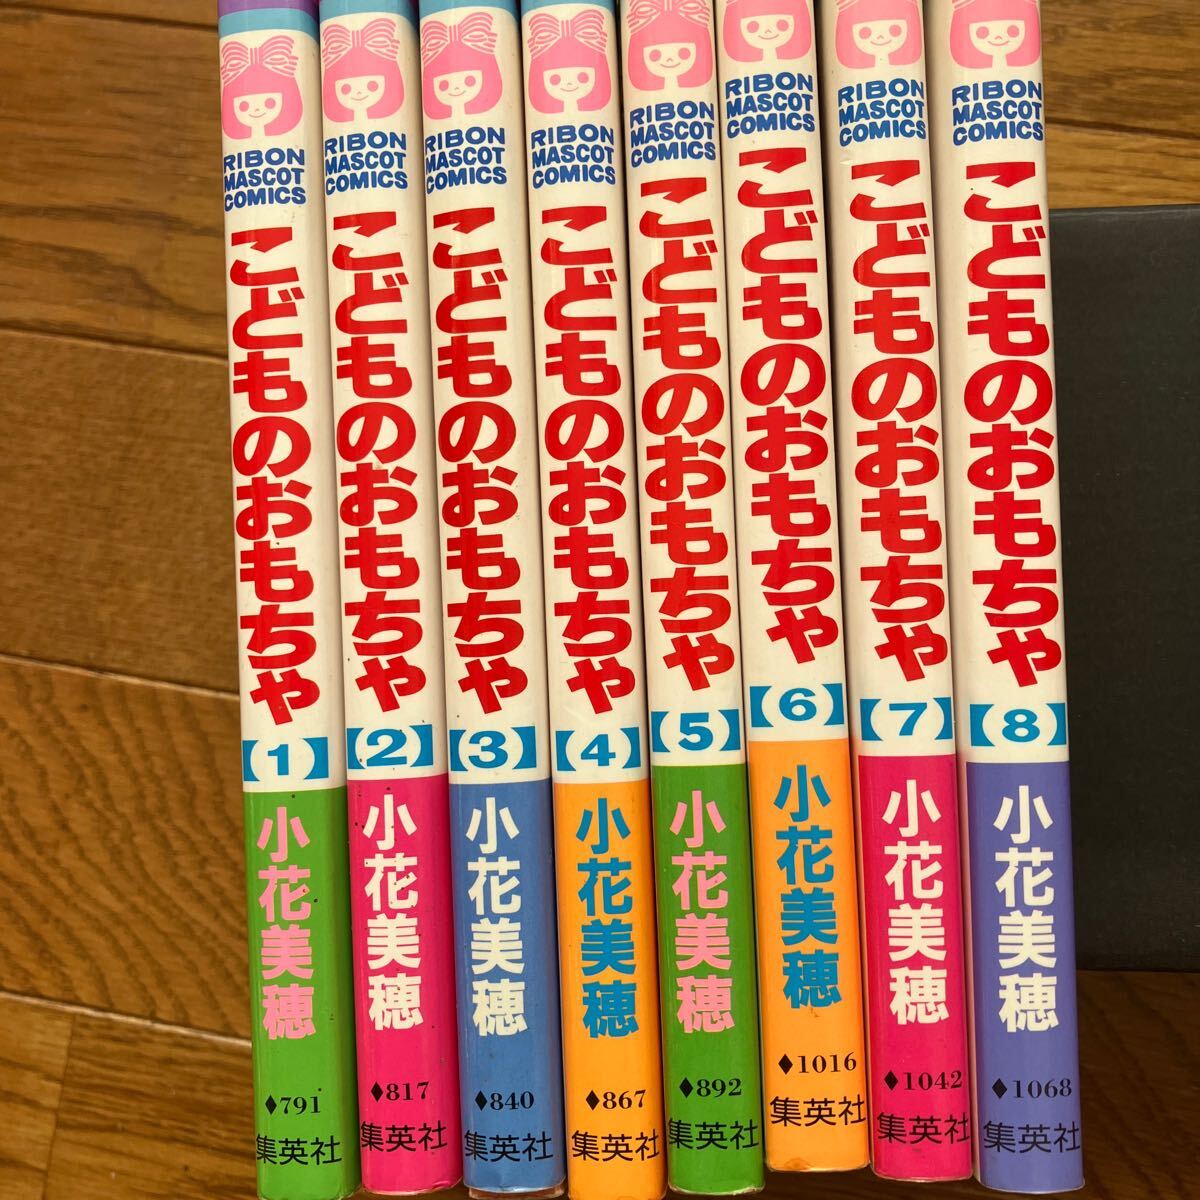 RIBON
MASCOT
COMICS
こどものおもちゃ
【1】
小花美穂
♦791
集英社
RIBON
MASCOT
COMICS
こどものおもちゃ
【2】
小花美穂
♦817
集英社
RIBON
MASCOT
COMICS
こどものおもちゃ
【3】
小花美穂
♦840
集英社
RIBON
MASCOT
COMICS
こどものおもちゃ
【4】
小花美穂
♦867
集英社
RIBON
MASCOT
COMICS
こどものおもちゃ
【5】
小花美穂
♦892
集英社
RIBON
MASCOT
COMICS
こどものおもちゃ
【6】
小花美穂
♦1016
集英社
RIBON
MASCOT
COMICS
こどものおもちゃ
【7】
小花美穂
♦1042
集英社
RIBON
MASCOT
COMICS
こどものおもちゃ
【8】
小花美穂
♦1068
集英社